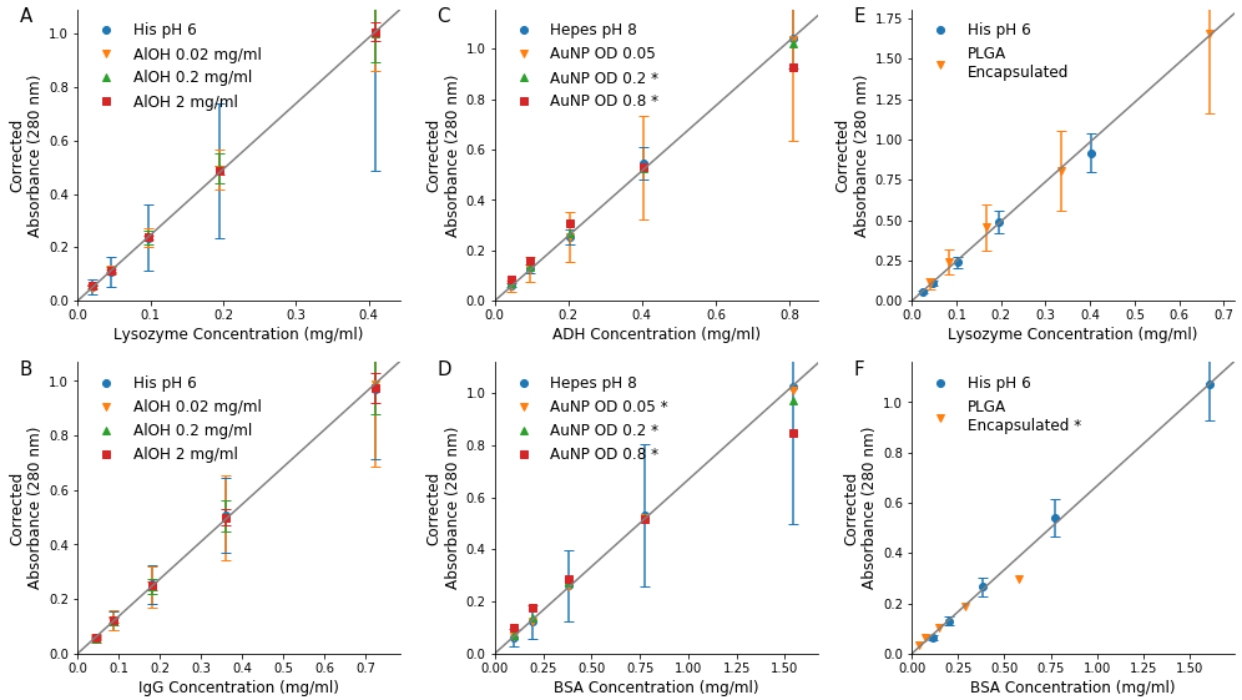 A
His pH 6
AlOH 0.02 mg/ml
AlOH 0.2 mg/ml
AlOH 2 mg/ml
Corrected
Absorbance (280 nm)
1.0
0.8
0.6
0.4
0.2
0.0
0.0 0.1 0.2 0.3 0.4
Lysozyme Concentration (mg/ml)
C
Hepes pH 8
AuNP OD 0.05
AuNP OD 0.2 *
AuNP OD 0.8 *
Corrected
Absorbance (280 nm)
1.0
0.8
0.6
0.4
0.2
0.0
0.0 0.2 0.4 0.6 0.8
ADH Concentration (mg/ml)
E
His pH 6
PLGA
Encapsulated
Corrected
Absorbance (280 nm)
1.75
1.50
1.25
1.00
0.75
0.50
0.25
0.00
0.0 0.1 0.2 0.3 0.4 0.5 0.6 0.7
Lysozyme Concentration (mg/ml)
B
His pH 6
AlOH 0.02 mg/ml
AlOH 0.2 mg/ml
AlOH 2 mg/ml
Corrected
Absorbance (280 nm)
1.0
0.8
0.6
0.4
0.2
0.0
0.0 0.1 0.2 0.3 0.4 0.5 0.6 0.7
IgG Concentration (mg/ml)
D
Hepes pH 8
AuNP OD 0.05 *
AuNP OD 0.2 *
AuNP OD 0.8 *
Corrected
Absorbance (280 nm)
1.0
0.8
0.6
0.4
0.2
0.0
0.00 0.25 0.50 0.75 1.00 1.25 1.50
BSA Concentration (mg/ml)
F
His pH 6
PLGA
Encapsulated *
Corrected
Absorbance (280 nm)
1.0
0.8
0.6
0.4
0.2
0.0
0.00 0.25 0.50 0.75 1.00 1.25 1.50
BSA Concentration (mg/ml)